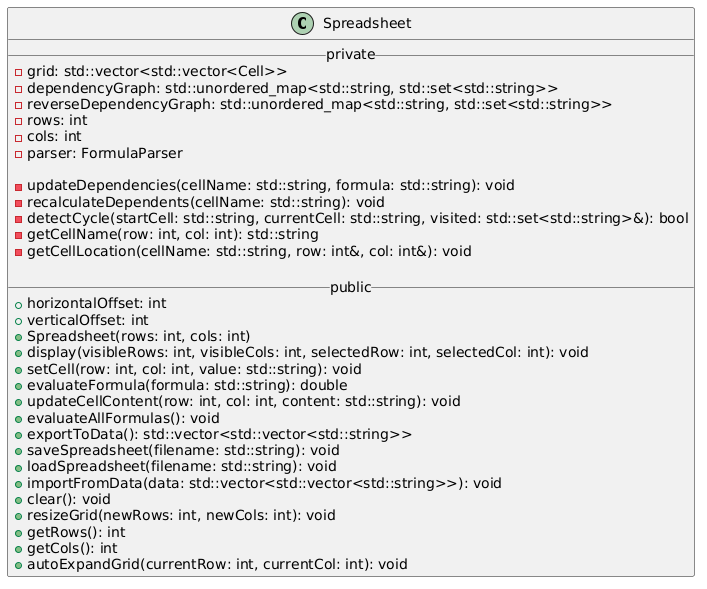 C Spreadsheet
private
grid: std::vector<std::vector<Cell>>
dependencyGraph: std::unordered_map<std::string, std::set<std::string>>
reverseDependencyGraph: std::unordered_map<std::string, std::set<std::string>>
rows: int
cols: int
parser: FormulaParser
updateDependencies(cellName: std::string, formula: std::string): void
recalculateDependents(cellName: std::string): void
detectCycle(startCell: std::string, currentCell: std::string, visited: std::set<std::string>&): bool
getCellName(row: int, col: int): std::string
getCellLocation(cellName: std::string, row: int&, col: int&): void
public
horizontalOffset: int
verticalOffset: int
Spreadsheet(rows: int, cols: int)
display(visibleRows: int, visibleCols: int, selectedRow: int, selectedCol: int): void
setCell(row: int, col: int, value: std::string): void
evaluateFormula(formula: std::string): double
updateCellContent(row: int, col: int, content: std::string): void
evaluateAllFormulas(): void
exportToData(): std::vector<std::vector<std::string>>
saveSpreadsheet(filename: std::string): void
loadSpreadsheet(filename: std::string): void
importFromData(data: std::vector<std::vector<std::string>>): void
clear(): void
resizeGrid(newRows: int, newCols: int): void
getRows(): int
getCols(): int
autoExpandGrid(currentRow: int, currentCol: int): void